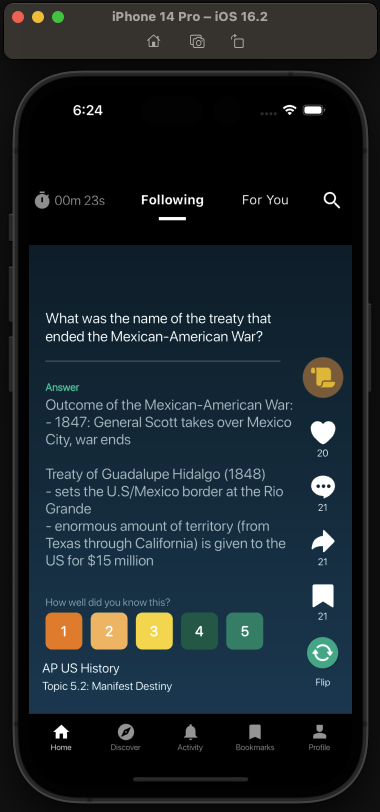 iPhone 14 Pro – iOS 16.2
6:24
00m 23s
Following
For You
What was the name of the treaty that
ended the Mexican-American War?
Answer
Outcome of the Mexican-American War:
- 1847: General Scott takes over Mexico
City, war ends
Treaty of Guadalupe Hidalgo (1848)
- sets the U.S/Mexico border at the Rio
Grande
- enormous amount of territory (from
Texas through California) is given to the
US for $15 million
20
21
21
21
Flip
How well did you know this?
1 2 3 4 5
AP US History
Topic 5.2: Manifest Destiny
Home Discover Activity Bookmarks Profile